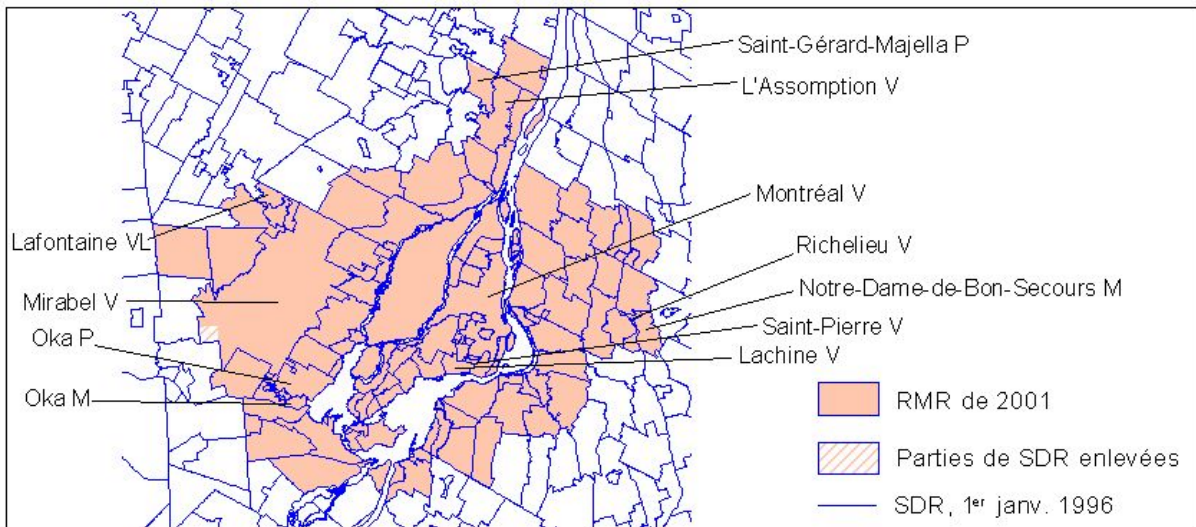 Saint-Gérard-Majella P
L'Assomption V
Montréal V
Lafontaine VL
Richelieu V
Mirabel V
Notre-Dame-de-Bon-Secours M
Oka P
Saint-Pierre V
Lachine V
Oka M
RMR de 2001
Parties de SDR enlevées
SDR, 1er janv. 1996